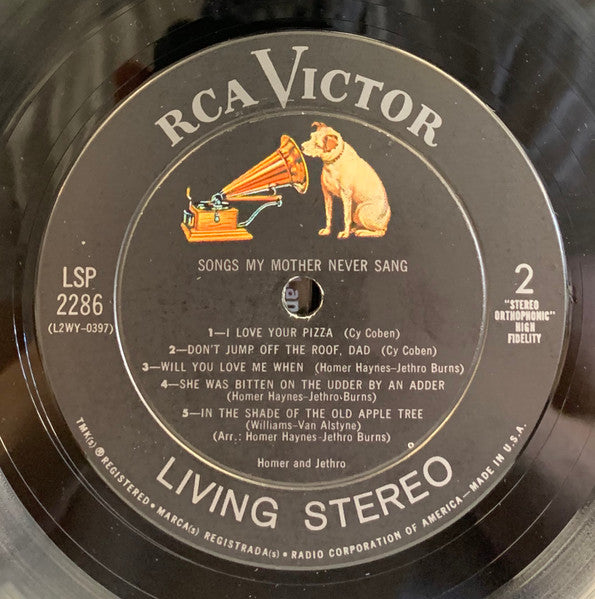 RCA VICTOR
SONGS MY MOTHER NEVER SANG
LSP
2286
(L2WY-0397)
2
"STEREO
ORTHOPHONIC"
HIGH
FIDELITY
1—I LOVE YOUR PIZZA (Cy Coben)
2—DON'T JUMP OFF THE ROOF, DAD (Cy Coben)
3—WILL YOU LOVE ME WHEN (Homer Haynes-Jethro Burns)
4—SHE WAS BITTEN ON THE UDDER BY AN ADDER
(Homer Haynes-Jethro Burns)
5—IN THE SHADE OF THE OLD APPLE TREE
(Williams-Van Alstyne)
(Arr.: Homer Haynes-Jethro Burns)
Homer and Jethro
LIVING STEREO
TMK(s) ® REGISTERED • MARCA(s) REGISTRADA(s) • RADIO CORPORATION OF AMERICA—MADE IN U.S.A.